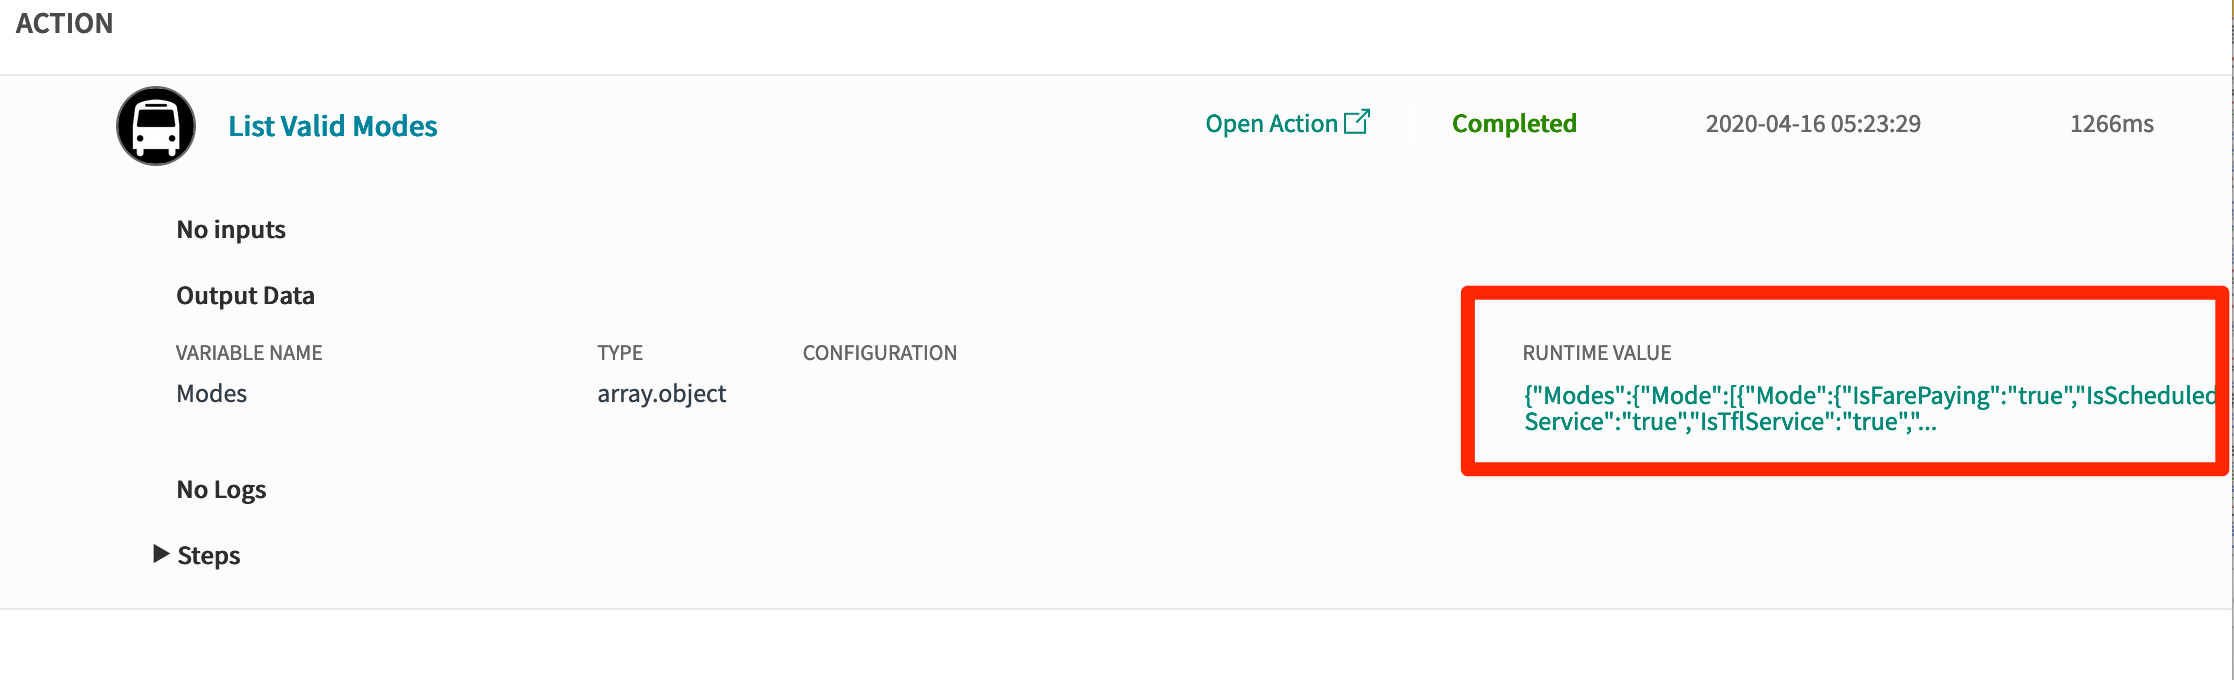 ACTION
List Valid Modes
Open Action
Completed
2020-04-16 05:23:29
1266ms
No inputs
Output Data
VARIABLE NAME
TYPE
CONFIGURATION
RUNTIME VALUE
Modes
array.object
{"Modes":{"Mode":[{"Mode":{"IsFarePaying":"true","IsScheduled
Service":"true","IsTflService":"true","...
No Logs
Steps